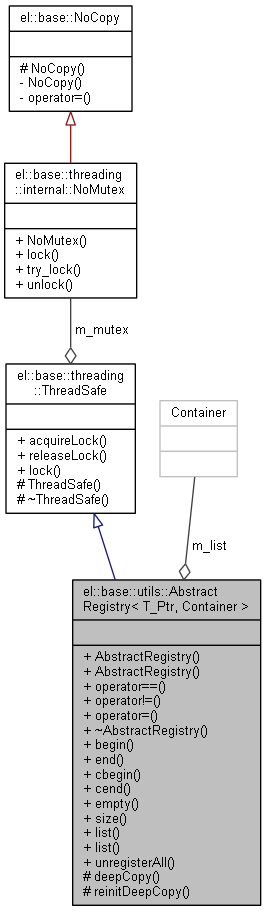 el::base::NoCopy
# NoCopy()
- NoCopy()
- operator=()
el::base::threading
::internal::NoMutex
+ NoMutex()
+ lock()
+ try_lock()
+ unlock()
m_mutex
el::base::threading
::ThreadSafe
+ acquireLock()
+ releaseLock()
+ lock()
# ThreadSafe()
# ~ThreadSafe()
Container
m_list
el::base::utils::Abstract
Registry< T_Ptr, Container >
+ AbstractRegistry()
+ AbstractRegistry()
+ operator==()
+ operator!=()
+ operator=()
+ ~AbstractRegistry()
+ begin()
+ end()
+ cbegin()
+ cend()
+ empty()
+ size()
+ list()
+ list()
+ unregisterAll()
# deepCopy()
# reinitDeepCopy()